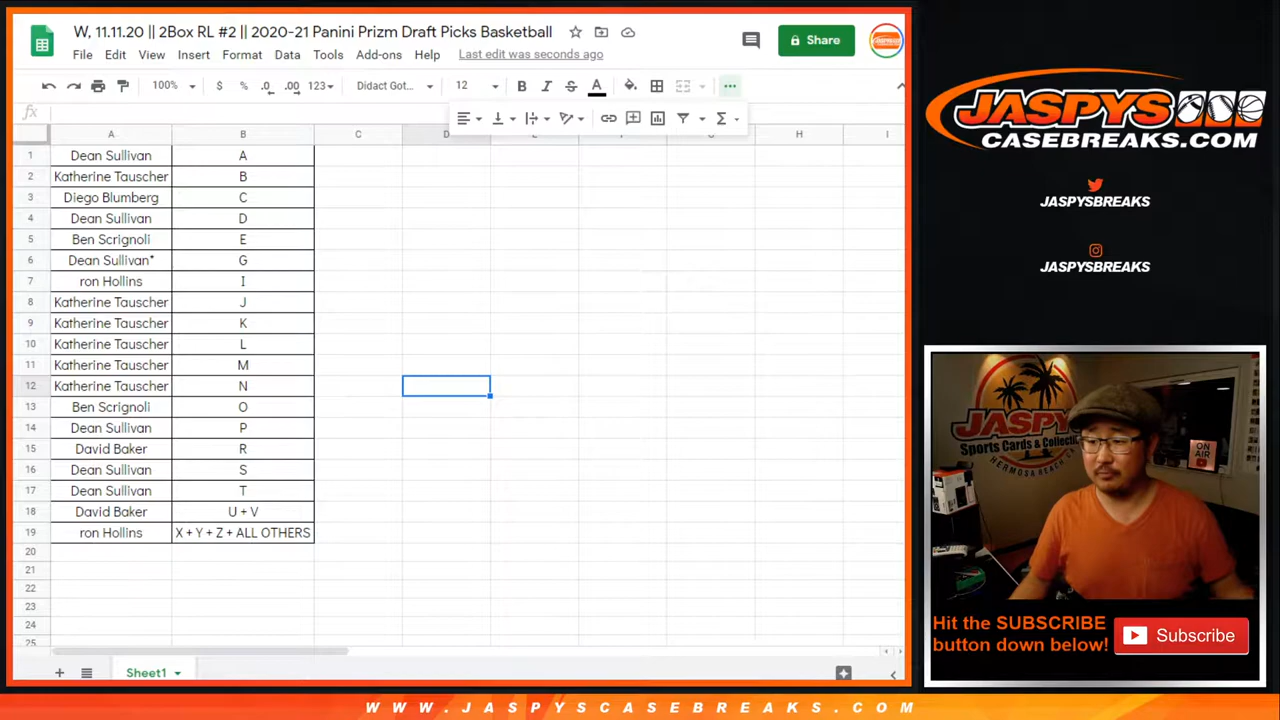 W, 11.11.20 || 2Box RL #2 || 2020-21 Panini Prizm Draft Picks Basketball
File Edit View Insert Format Data Tools Add-ons Help Last edit was seconds ago
Share
100% $ % .0 .00 123 Didact Got... 12 B I S A
fx
A B C D E F G H I
1 Dean Sullivan A
2 Katherine Tauscher B
3 Diego Blumberg C
4 Dean Sullivan D
5 Ben Scrignoli E
6 Dean Sullivan* G
7 ron Hollins I
8 Katherine Tauscher J
9 Katherine Tauscher K
10 Katherine Tauscher L
11 Katherine Tauscher M
12 Katherine Tauscher N
13 Ben Scrignoli O
14 Dean Sullivan P
15 David Baker R
16 Dean Sullivan S
17 Dean Sullivan T
18 David Baker U + V
19 ron Hollins X + Y + Z + ALL OTHERS
20
21
22
23
24
25
Sheet1
JASPYS
CASEBREAKS.COM
JASPYSBREAKS
JASPYSBREAKS
JASPYS
Sports Cards & Collectib
HERMOSA BEACH
ON
AIR
Hit the SUBSCRIBE
button down below!
Subscribe
WWW.JASPYSCASEBREAKS.COM